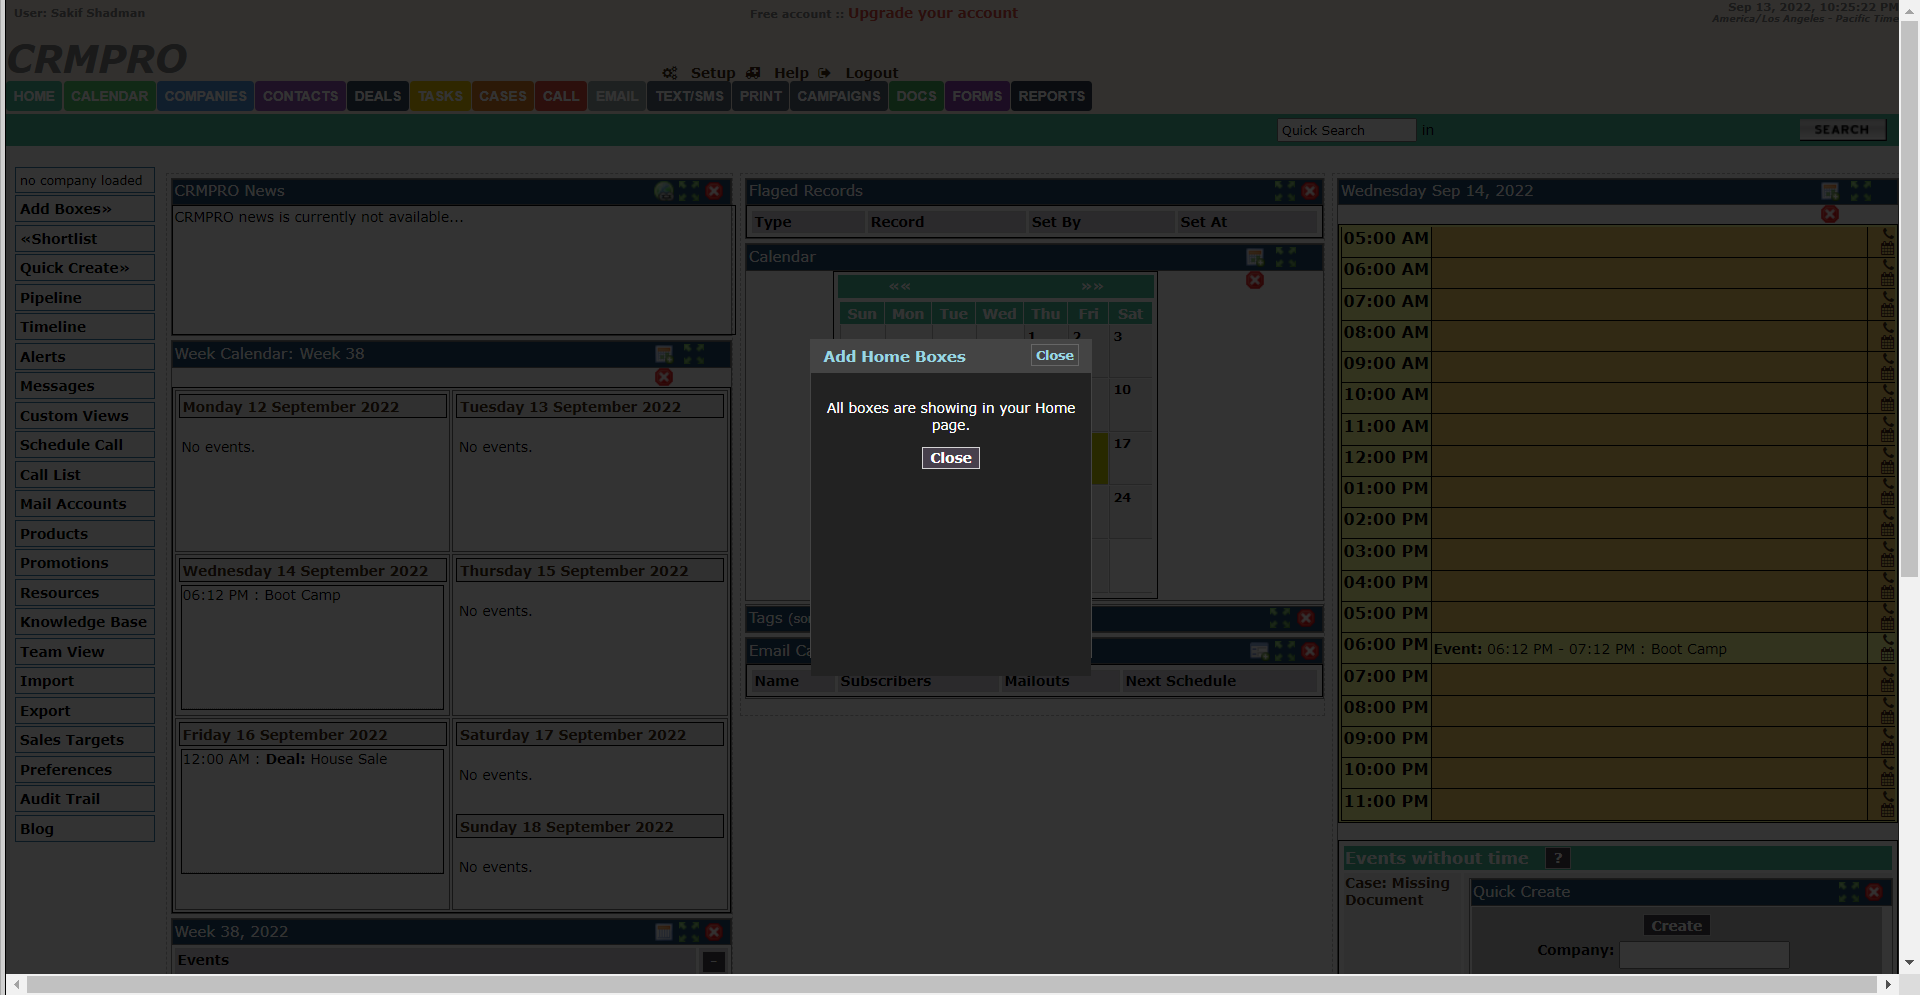 User: Sakif Shadman
Free account :: Upgrade your account
Sep 13, 2022, 10:25:22 PM
America/Los Angeles - Pacific Time
CRMPRO
Setup Help Logout
HOME CALENDAR COMPANIES CONTACTS DEALS TASKS CASES CALL EMAIL TEXT/SMS PRINT CAMPAIGNS DOCS FORMS REPORTS
Quick Search in SEARCH
no company loaded
Add Boxes»
«Shortlist
Quick Create»
Pipeline
Timeline
Alerts
Messages
Custom Views
Schedule Call
Call List
Mail Accounts
Products
Promotions
Resources
Knowledge Base
Team View
Import
Export
Sales Targets
Preferences
Audit Trail
Blog
CRMPRO News
CRMPRO news is currently not available...
Week Calendar: Week 38
Monday 12 September 2022
No events.
Tuesday 13 September 2022
No events.
Wednesday 14 September 2022
06:12 PM : Boot Camp
Thursday 15 September 2022
No events.
Friday 16 September 2022
12:00 AM : Deal: House Sale
Saturday 17 September 2022
No events.
Sunday 18 September 2022
No events.
Week 38, 2022
Events –
Flaged Records
Type Record Set By Set At
Calendar
«« »»
Sun Mon Tue Wed Thu Fri Sat
1 2 3
10
17
24
Add Home Boxes Close
All boxes are showing in your Home
page.
Close
Tags (so
Email Ca
Name Subscribers Mailouts Next Schedule
Wednesday Sep 14, 2022
05:00 AM
06:00 AM
07:00 AM
08:00 AM
09:00 AM
10:00 AM
11:00 AM
12:00 PM
01:00 PM
02:00 PM
03:00 PM
04:00 PM
05:00 PM
06:00 PM Event: 06:12 PM - 07:12 PM : Boot Camp
07:00 PM
08:00 PM
09:00 PM
10:00 PM
11:00 PM
Events without time ?
Case: Missing
Document
Quick Create
Create
Company: